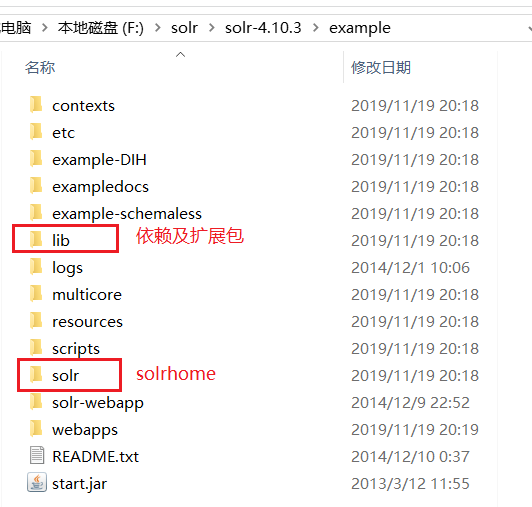 电脑 > 本地磁盘 (F:) > solr > solr-4.10.3 > example
名称 修改日期
contexts 2019/11/19 20:18
etc 2019/11/19 20:18
example-DIH 2019/11/19 20:18
exampledocs 2019/11/19 20:18
example-schemaless 2019/11/19 20:18
lib 依赖及扩展包 2019/11/19 20:18
logs 2014/12/1 10:06
multicore 2019/11/19 20:18
resources 2019/11/19 20:18
scripts 2019/11/19 20:18
solr solrhome 2019/11/19 20:18
solr-webapp 2014/12/9 22:52
webapps 2019/11/19 20:19
README.txt 2014/12/10 0:37
start.jar 2013/3/12 11:55